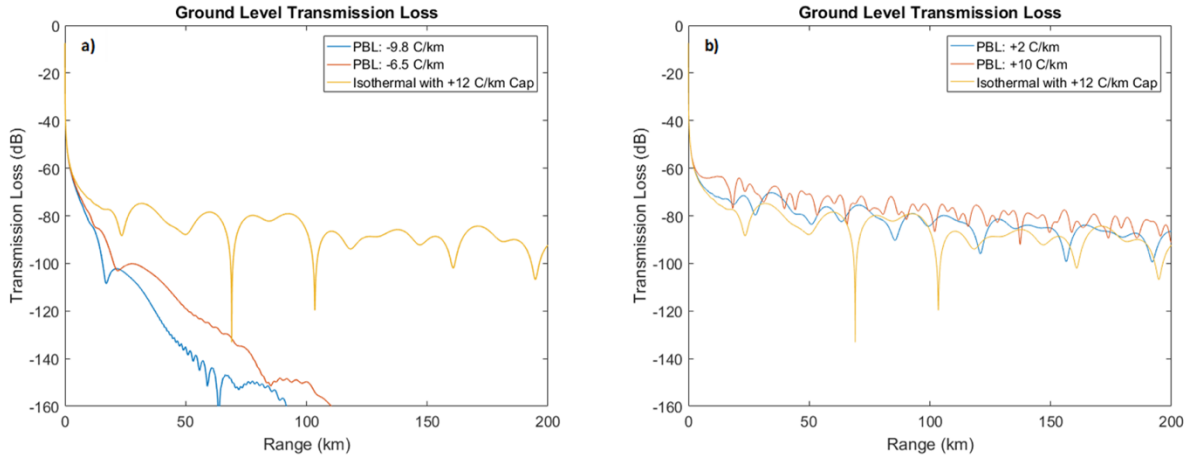 Ground Level Transmission Loss
a)
PBL: -9.8 C/km
PBL: -6.5 C/km
Isothermal with +12 C/km Cap
Transmission Loss (dB)
0
-20
-40
-60
-80
-100
-120
-140
-160
0
50
100
150
200
Range (km)
Ground Level Transmission Loss
b)
PBL: +2 C/km
PBL: +10 C/km
Isothermal with +12 C/km Cap
Transmission Loss (dB)
0
-20
-40
-60
-80
-100
-120
-140
-160
0
50
100
150
200
Range (km)